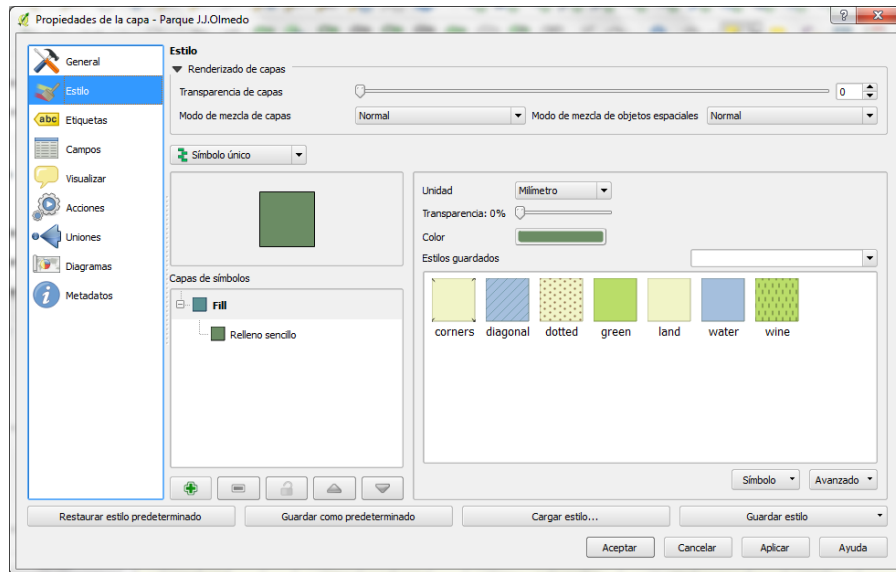 Propiedades de la capa - Parque J.J.Olmedo
General
Estilo
abc Etiquetas
Campos
Visualizar
Acciones
Uniones
Diagramas
Metadatos
Estilo
Renderizado de capas
Transparencia de capas 0
Modo de mezcla de capas Normal Modo de mezcla de objetos espaciales Normal
Símbolo único
Unidad Milímetro
Transparencia: 0%
Color
Estilos guardados
Capas de símbolos
Fill
Relleno sencillo
corners diagonal dotted green land water wine
Símbolo Avanzado
Restaurar estilo predeterminado Guardar como predeterminado Cargar estilo... Guardar estilo
Aceptar Cancelar Aplicar Ayuda